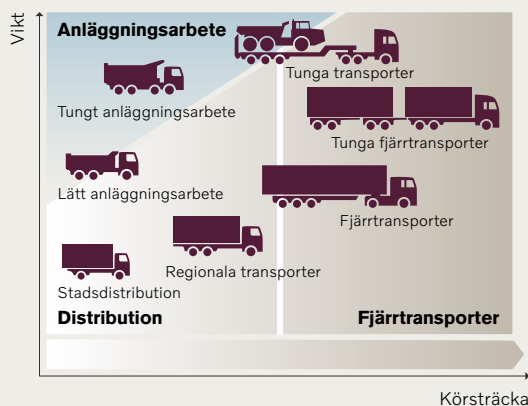 Vikt
Anläggningsarbete
Tunga transporter
Tungt anläggningsarbete
Tunga fjärrtransporter
Lätt anläggningsarbete
Fjärrtransporter
Regionala transporter
Stadsdistribution
Distribution
Fjärrtransporter
Körsträcka